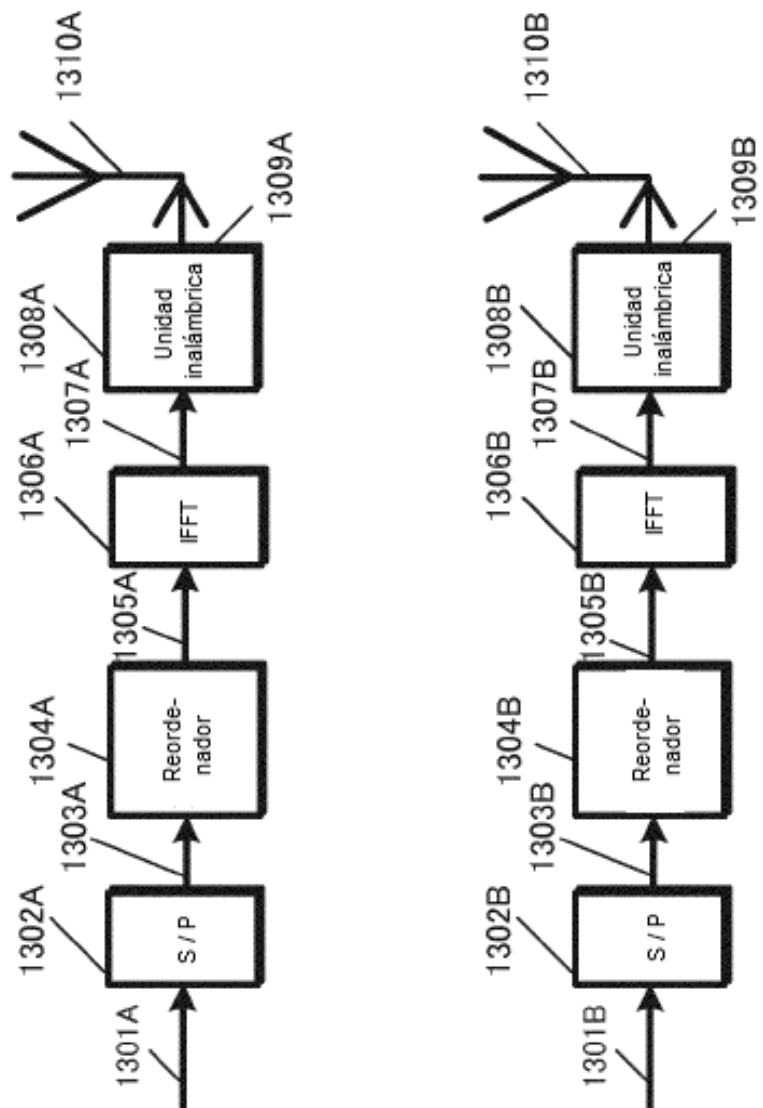 1301A
1302A
S / P
1303A
1304A
Reorde-
nador
1305A
1306A
IFFT
1307A
1308A
Unidad
inalámbrica
1309A
1310A
1301B
1302B
S / P
1303B
1304B
Reorde-
nador
1305B
1306B
IFFT
1307B
1308B
Unidad
inalámbrica
1309B
1310B